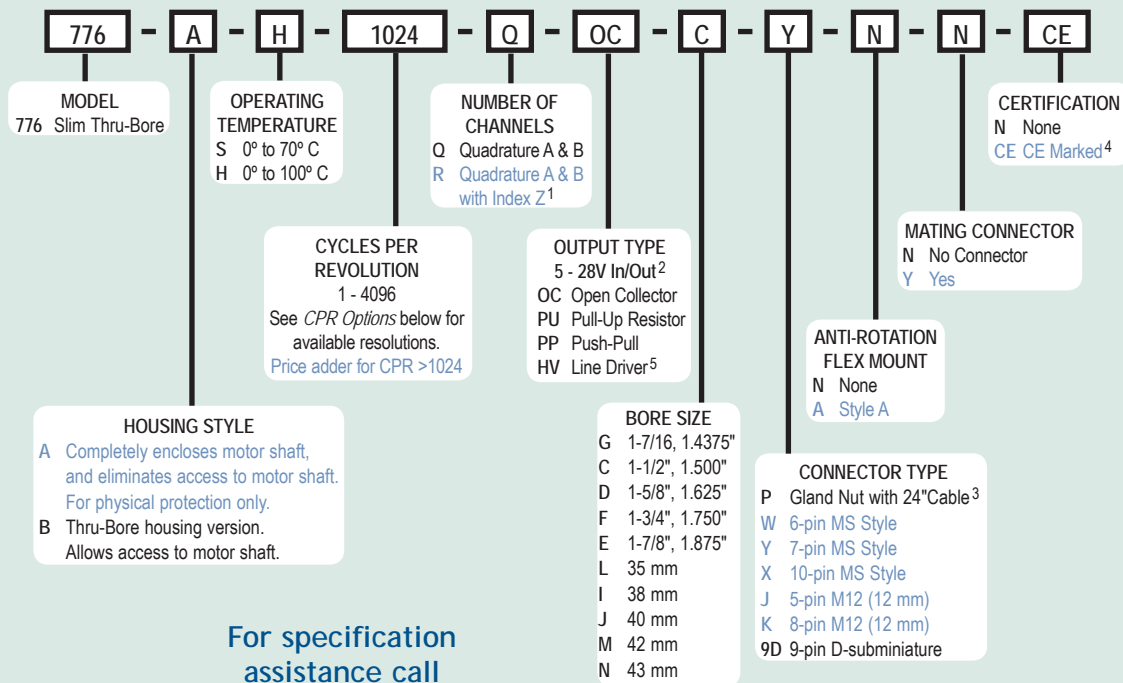 776 - A - H - 1024 - Q - OC - C - Y - N - N - CE
MODEL
776 Slim Thru-Bore
OPERATING
TEMPERATURE
S 0º to 70º C
H 0º to 100º C
NUMBER OF
CHANNELS
Q Quadrature A & B
R Quadrature A & B
with Index Z1
CERTIFICATION
N None
CE CE Marked4
CYCLES PER
REVOLUTION
1 - 4096
See CPR Options below for
available resolutions.
Price adder for CPR >1024
OUTPUT TYPE
5 - 28V In/Out2
OC Open Collector
PU Pull-Up Resistor
PP Push-Pull
HV Line Driver5
MATING CONNECTOR
N No Connector
Y Yes
ANTI-ROTATION
FLEX MOUNT
N None
A Style A
HOUSING STYLE
A Completely encloses motor shaft,
and eliminates access to motor shaft.
For physical protection only.
B Thru-Bore housing version.
Allows access to motor shaft.
BORE SIZE
G 1-7/16, 1.4375"
C 1-1/2", 1.500"
D 1-5/8", 1.625"
F 1-3/4", 1.750"
E 1-7/8", 1.875"
L 35 mm
I 38 mm
J 40 mm
M 42 mm
N 43 mm
CONNECTOR TYPE
P Gland Nut with 24"Cable3
W 6-pin MS Style
Y 7-pin MS Style
X 10-pin MS Style
J 5-pin M12 (12 mm)
K 8-pin M12 (12 mm)
9D 9-pin D-subminiature
For specification
assistance call